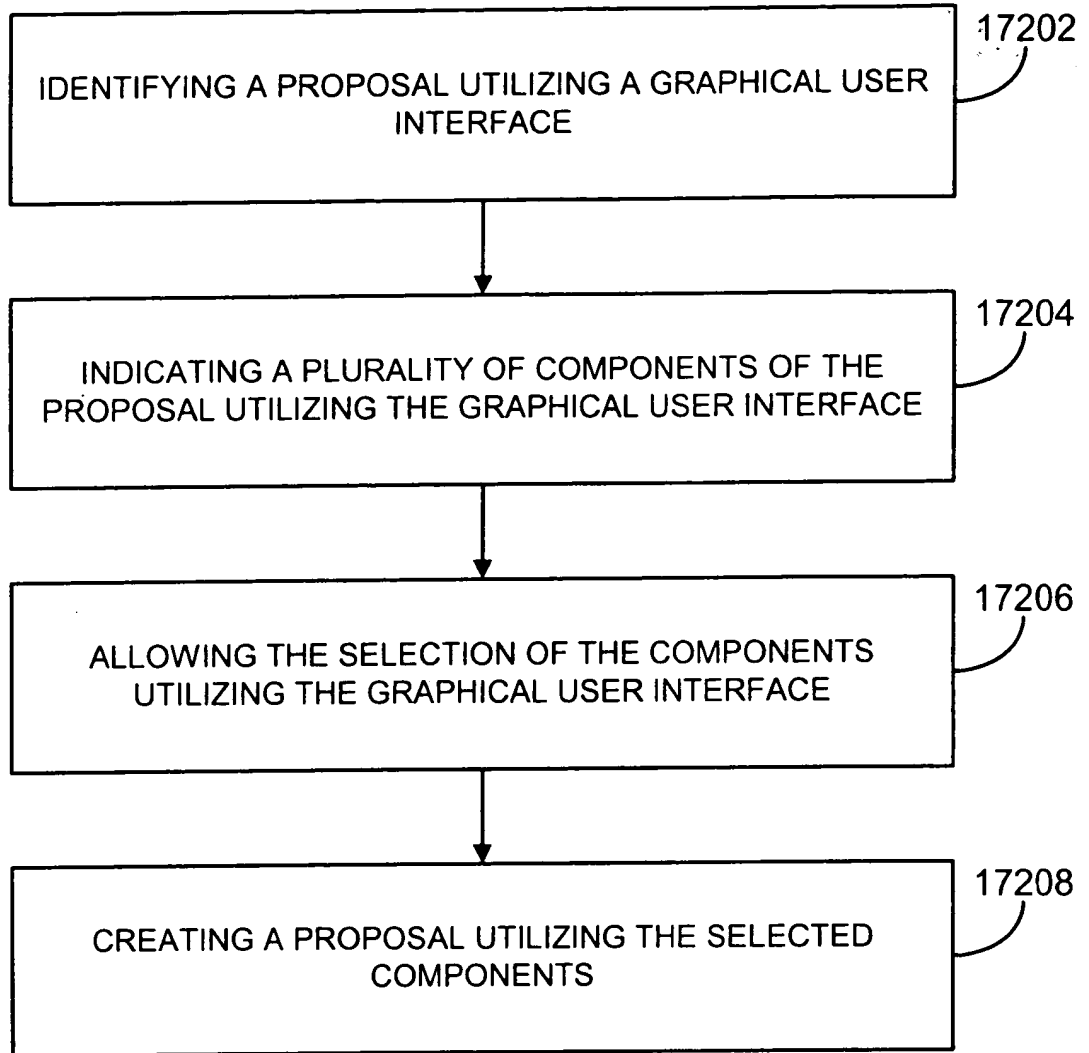 17202
IDENTIFYING A PROPOSAL UTILIZING A GRAPHICAL USER
INTERFACE
17204
INDICATING A PLURALITY OF COMPONENTS OF THE
PROPOSAL UTILIZING THE GRAPHICAL USER INTERFACE
17206
ALLOWING THE SELECTION OF THE COMPONENTS
UTILIZING THE GRAPHICAL USER INTERFACE
17208
CREATING A PROPOSAL UTILIZING THE SELECTED
COMPONENTS